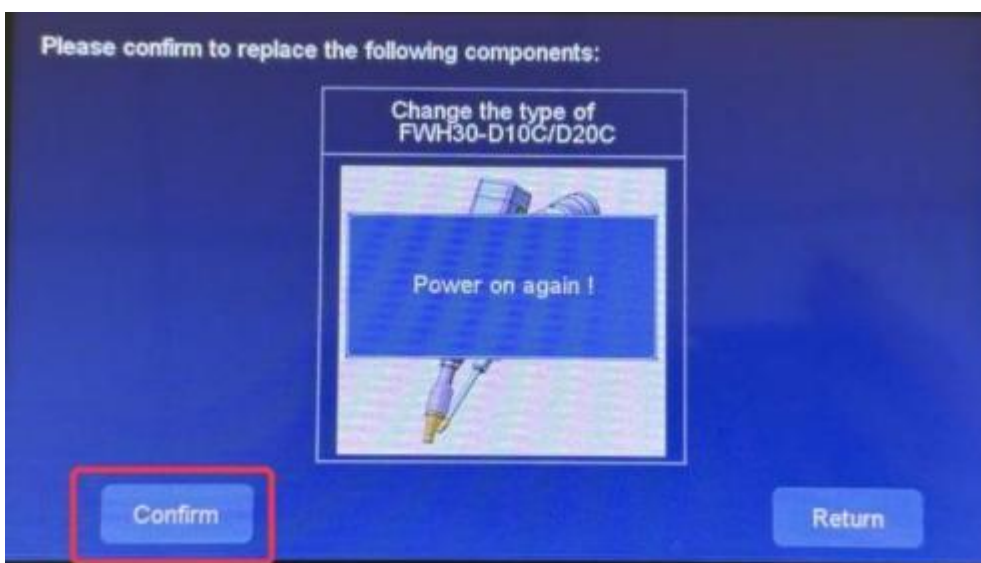 Please confirm to replace the following components:
Change the type of
FWH30-D10C/D20C
Power on again !
Confirm
Return